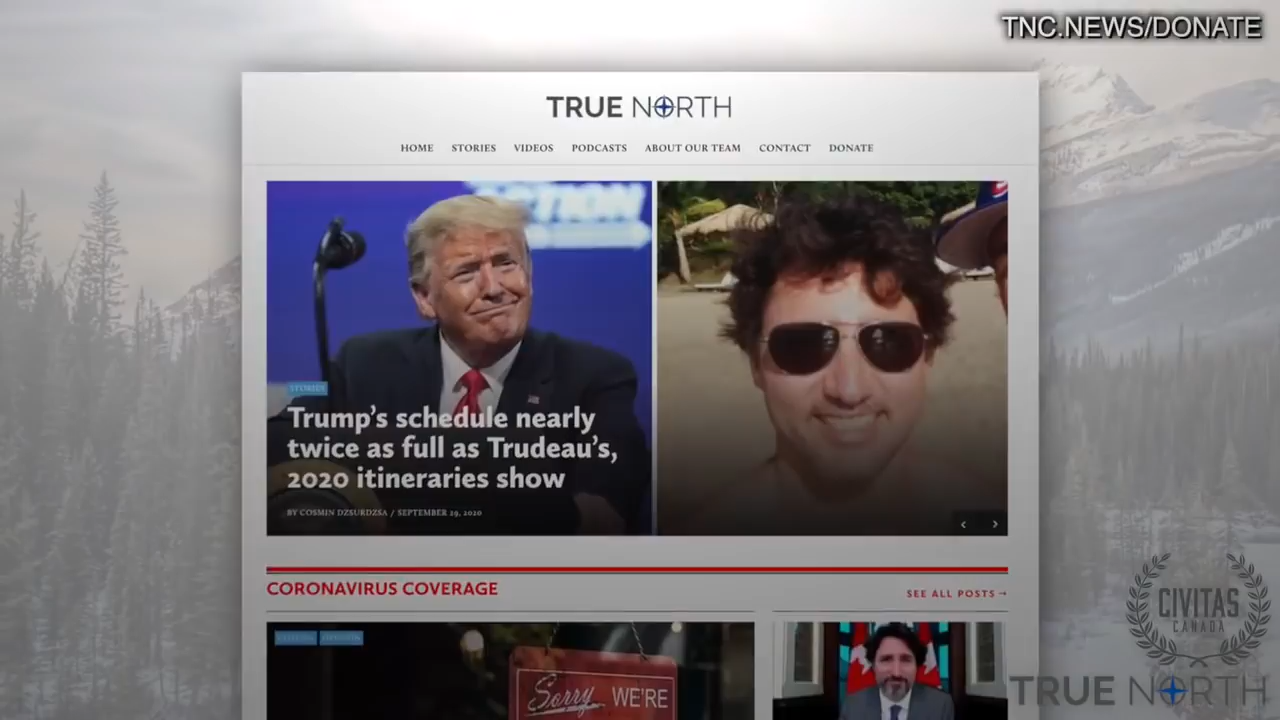 TNC.NEWS/DONATE
TRUE NORTH
HOME STORIES VIDEOS PODCASTS ABOUT OUR TEAM CONTACT DONATE
CTION
STORIES
Trump's schedule nearly
twice as full as Trudeau's,
2020 itineraries show
BY COSMIN DZSURDZSA / SEPTEMBER 29, 2020
CORONAVIRUS COVERAGE
SEE ALL POSTS →
Sorry WE'RE
CIVITAS
CANADA
TRUE NORTH